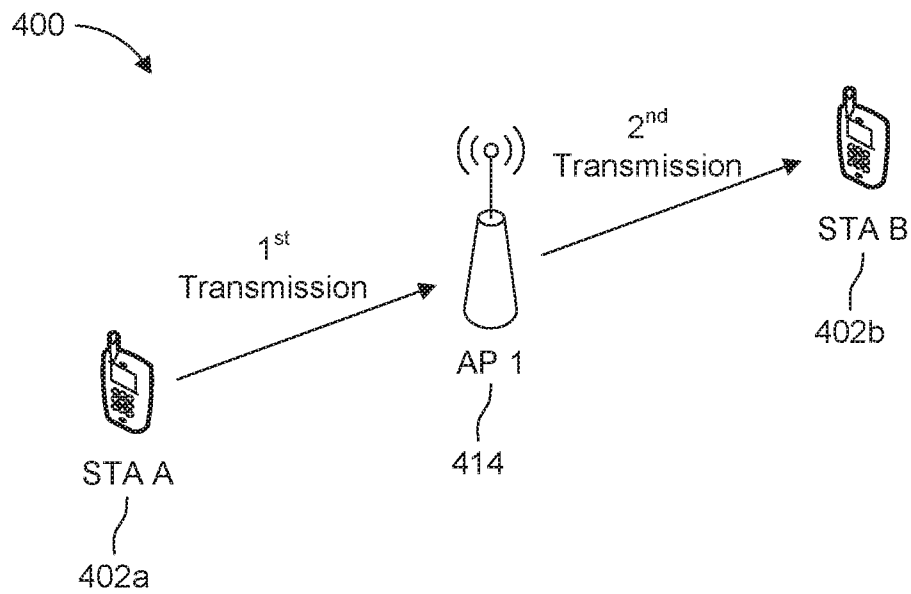 400
2nd
Transmission
STA B
402b
1st
Transmission
AP 1
414
STA A
402a